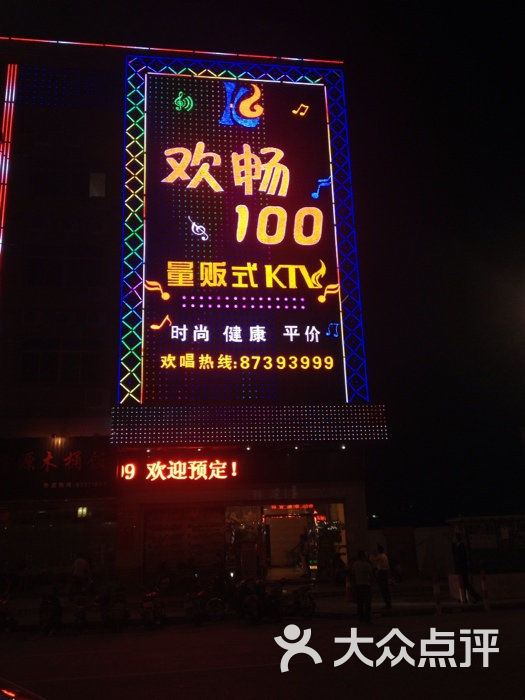 欢畅
100
量贩式KTV
时尚 健康 平价
欢唱热线:87393999
09 欢迎预定!
大众点评